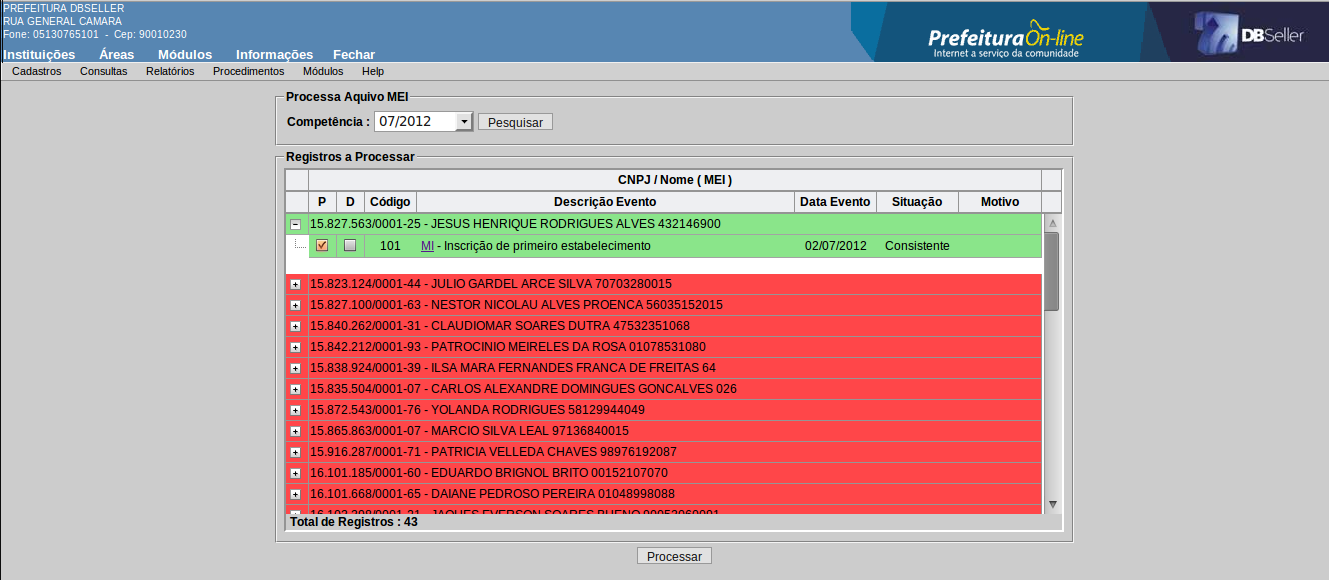 PREFEITURA DBSELLER
RUA GENERAL CAMARA
Fone: 05130765101 - Cep: 90010230
Instituições Áreas Módulos Informações Fechar
PrefeituraOn-line
Internet a serviço da comunidade
DBSeller
Cadastros Consultas Relatórios Procedimentos Módulos Help
Processa Aquivo MEI
Competência : 07/2012 Pesquisar
Registros a Processar
CNPJ / Nome ( MEI )
P D Código Descrição Evento Data Evento Situação Motivo
15.827.563/0001-25 - JESUS HENRIQUE RODRIGUES ALVES 432146900
101 MI - Inscrição de primeiro estabelecimento 02/07/2012 Consistente
15.823.124/0001-44 - JULIO GARDEL ARCE SILVA 70703280015
15.827.100/0001-63 - NESTOR NICOLAU ALVES PROENCA 56035152015
15.840.262/0001-31 - CLAUDIOMAR SOARES DUTRA 47532351068
15.842.212/0001-93 - PATROCINIO MEIRELES DA ROSA 01078531080
15.838.924/0001-39 - ILSA MARA FERNANDES FRANCA DE FREITAS 64
15.835.504/0001-07 - CARLOS ALEXANDRE DOMINGUES GONCALVES 026
15.872.543/0001-76 - YOLANDA RODRIGUES 58129944049
15.865.863/0001-07 - MARCIO SILVA LEAL 97136840015
15.916.287/0001-71 - PATRICIA VELLEDA CHAVES 98976192087
16.101.185/0001-60 - EDUARDO BRIGNOL BRITO 00152107070
16.101.668/0001-65 - DAIANE PEDROSO PEREIRA 01048998088
JAQUES EVERSON SOARES BUENO
Total de Registros : 43
Processar